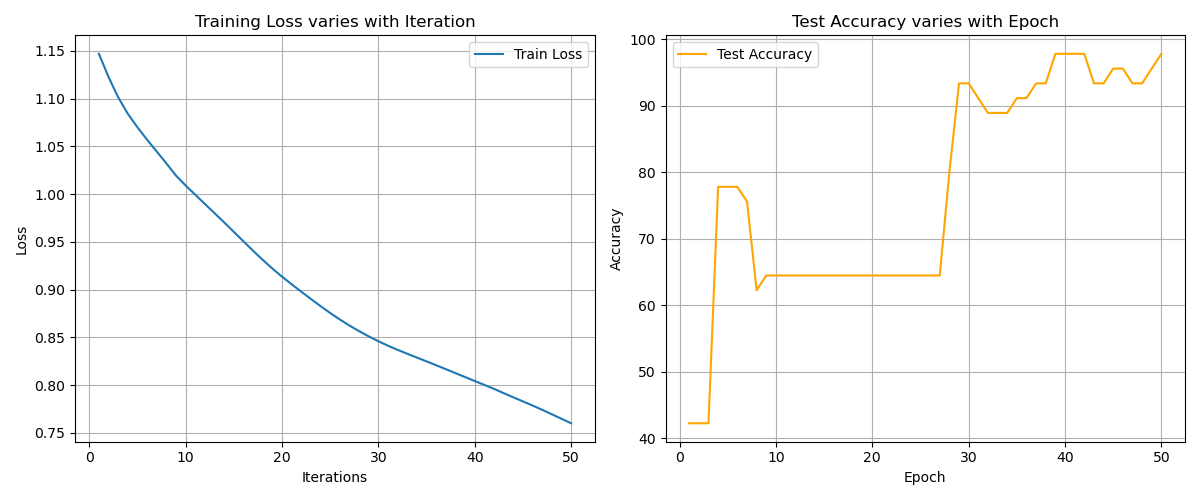 Training Loss varies with Iteration
Train Loss
1.15
1.10
1.05
1.00
0.95
0.90
0.85
0.80
0.75
Loss
0 10 20 30 40 50
Iterations
Test Accuracy varies with Epoch
Test Accuracy
100
90
80
70
60
50
40
Accuracy
0 10 20 30 40 50
Epoch